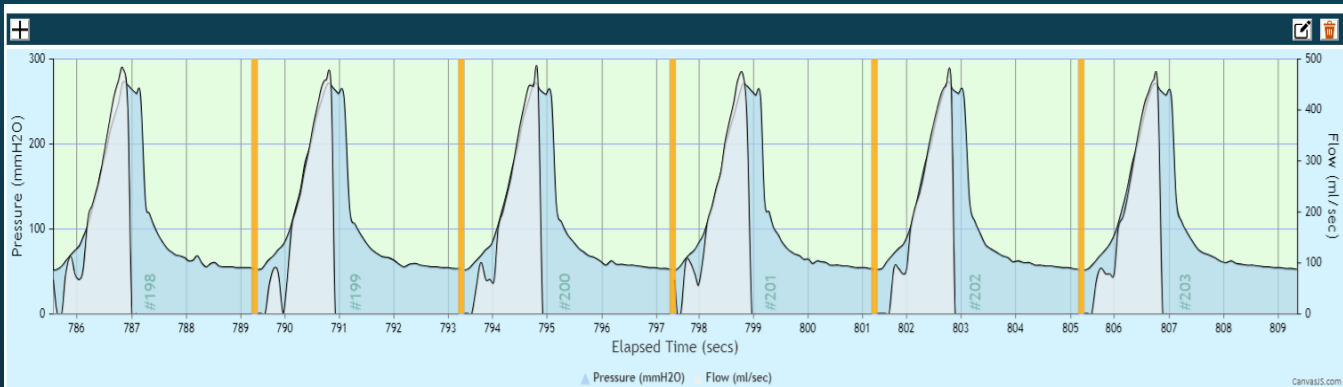 300
200
100
0
Pressure (mmH2O)
500
400
300
200
100
0
Flow (ml/sec)
#198
#199
#200
#201
#202
#203
786 787 788 789 790 791 792 793 794 795 796 797 798 799 800 801 802 803 804 805 806 807 808 809
Elapsed Time (secs)
Pressure (mmH2O) Flow (ml/sec)
CanvasJS.com